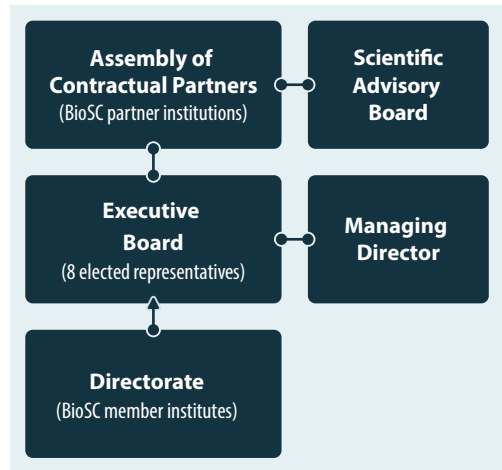 Assembly of
Contractual Partners
(BioSC partner institutions)
Scientific
Advisory
Board
Executive
Board
(8 elected representatives)
Managing
Director
Directorate
(BioSC member institutes)